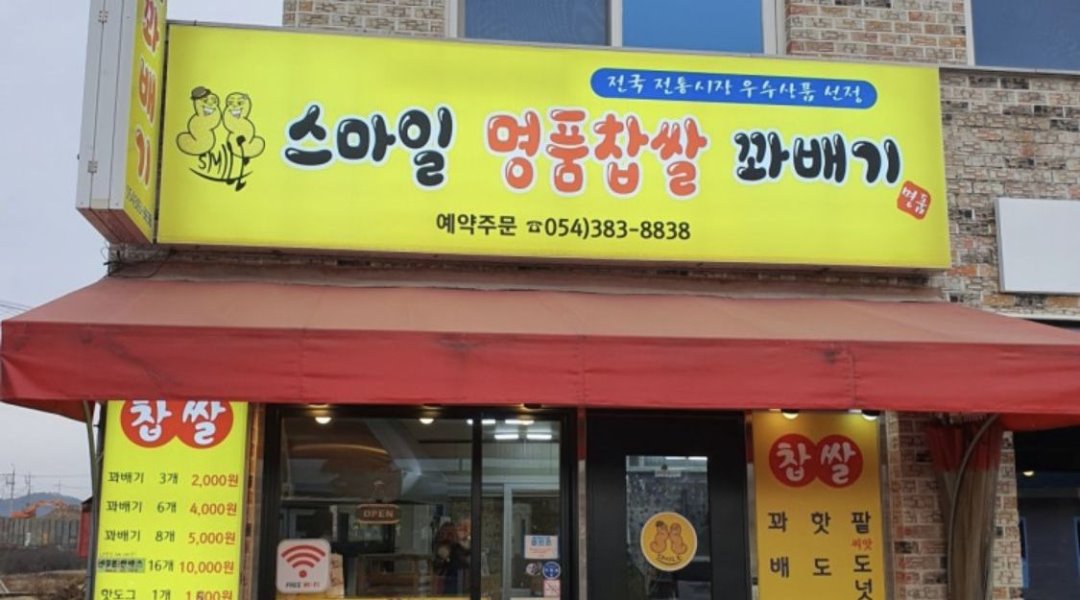 꽈배기
전국 전통시장 우수상품 선정
SMILE
스마일 명품찹쌀 꽈배기
명품
예약주문 ☎054)383-8838
찹쌀
꽈배기 3개 2,000원
꽈배기 6개 4,000원
꽈배기 8개 5,000원
16개 10,000원
핫도그 1개
OPEN
FREE WI-FI
SMILE
찹쌀
꽈배
핫도
팥
씨앗
도넛